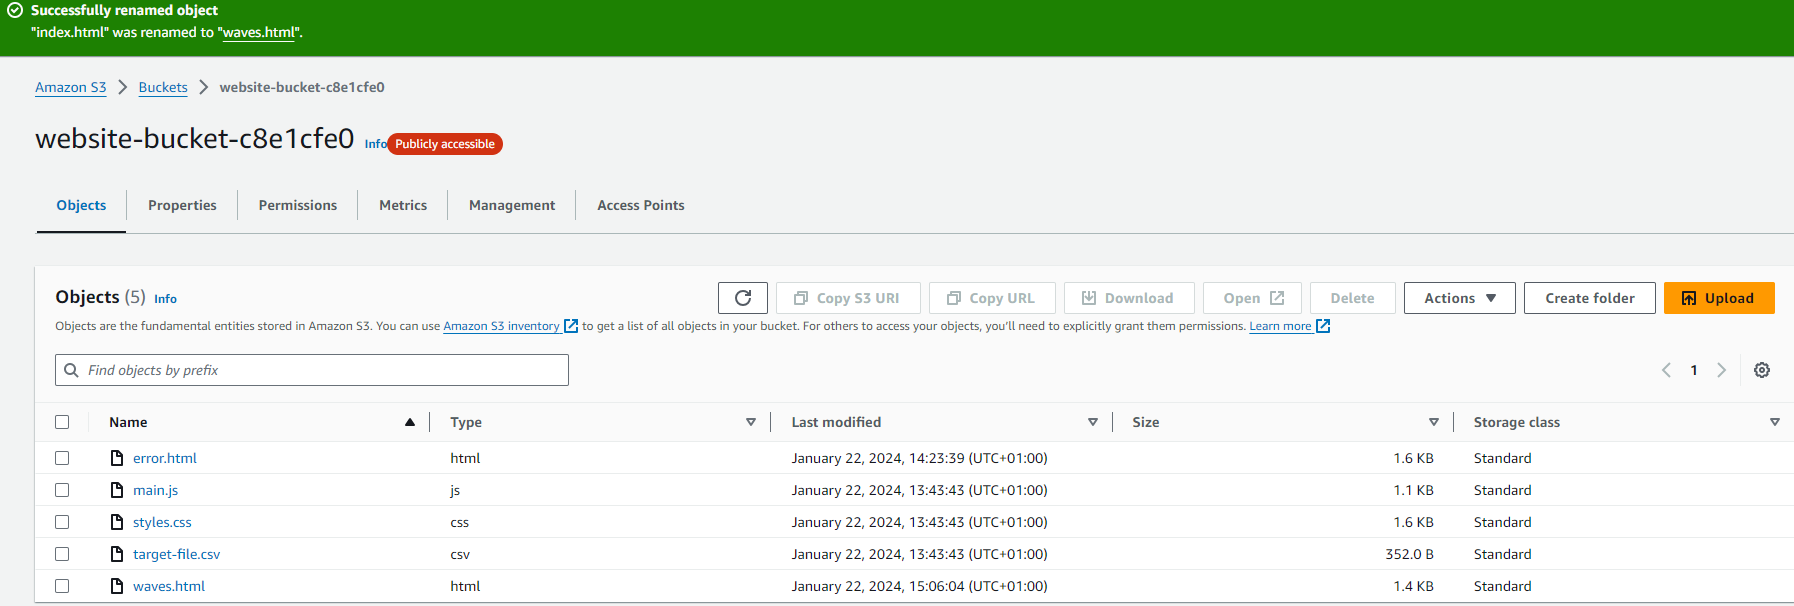 Successfully renamed object
"index.html" was renamed to "waves.html".
Amazon S3 Buckets website-bucket-c8e1cfe0
website-bucket-c8e1cfe0 Info Publicly accessible
Objects Properties Permissions Metrics Management Access Points
Objects (5) Info Copy S3 URI Copy URL Download Open Delete Actions Create folder Upload
Objects are the fundamental entities stored in Amazon S3. You can use Amazon S3 inventory to get a list of all objects in your bucket. For others to access your objects, you'll need to explicitly grant them permissions. Learn more
Find objects by prefix 1
Name Type Last modified Size Storage class
error.html html January 22, 2024, 14:23:39 (UTC+01:00) 1.6 KB Standard
main.js js January 22, 2024, 13:43:43 (UTC+01:00) 1.1 KB Standard
styles.css css January 22, 2024, 13:43:43 (UTC+01:00) 1.6 KB Standard
target-file.csv csv January 22, 2024, 13:43:43 (UTC+01:00) 352.0 B Standard
waves.html html January 22, 2024, 15:06:04 (UTC+01:00) 1.4 KB Standard